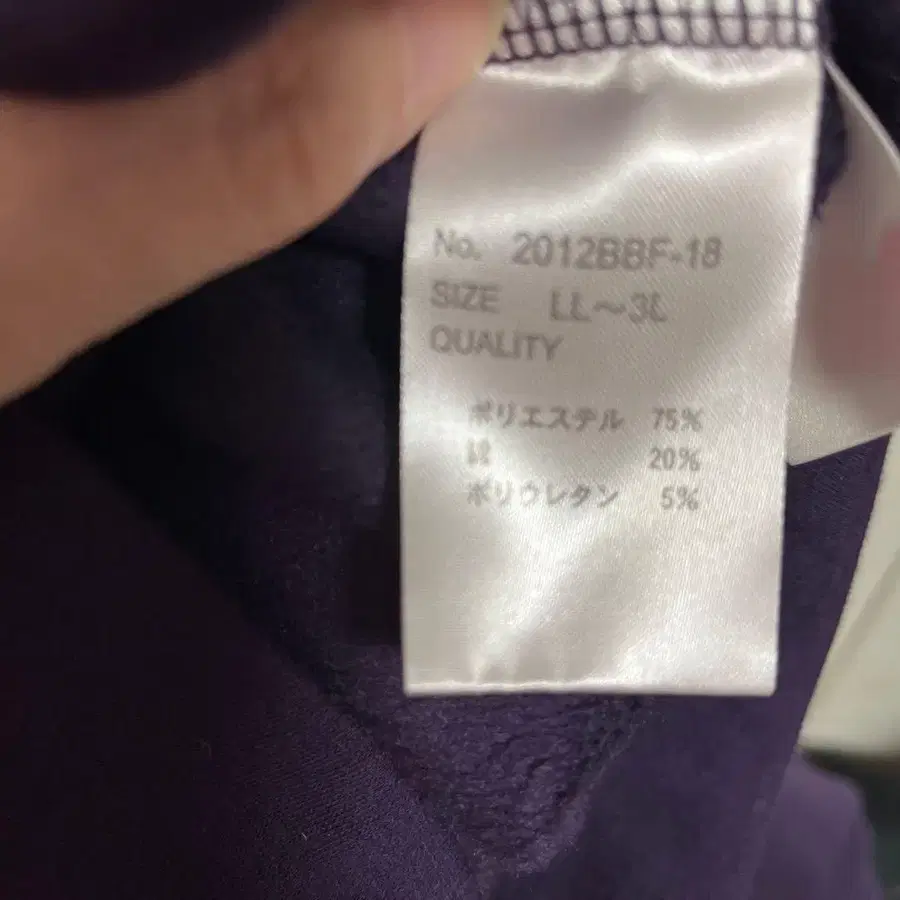 No. 2012BBF-18
SIZE LL～3L
QUALITY
ポリエステル 75%
綿 20%
ポリウレタン 5%